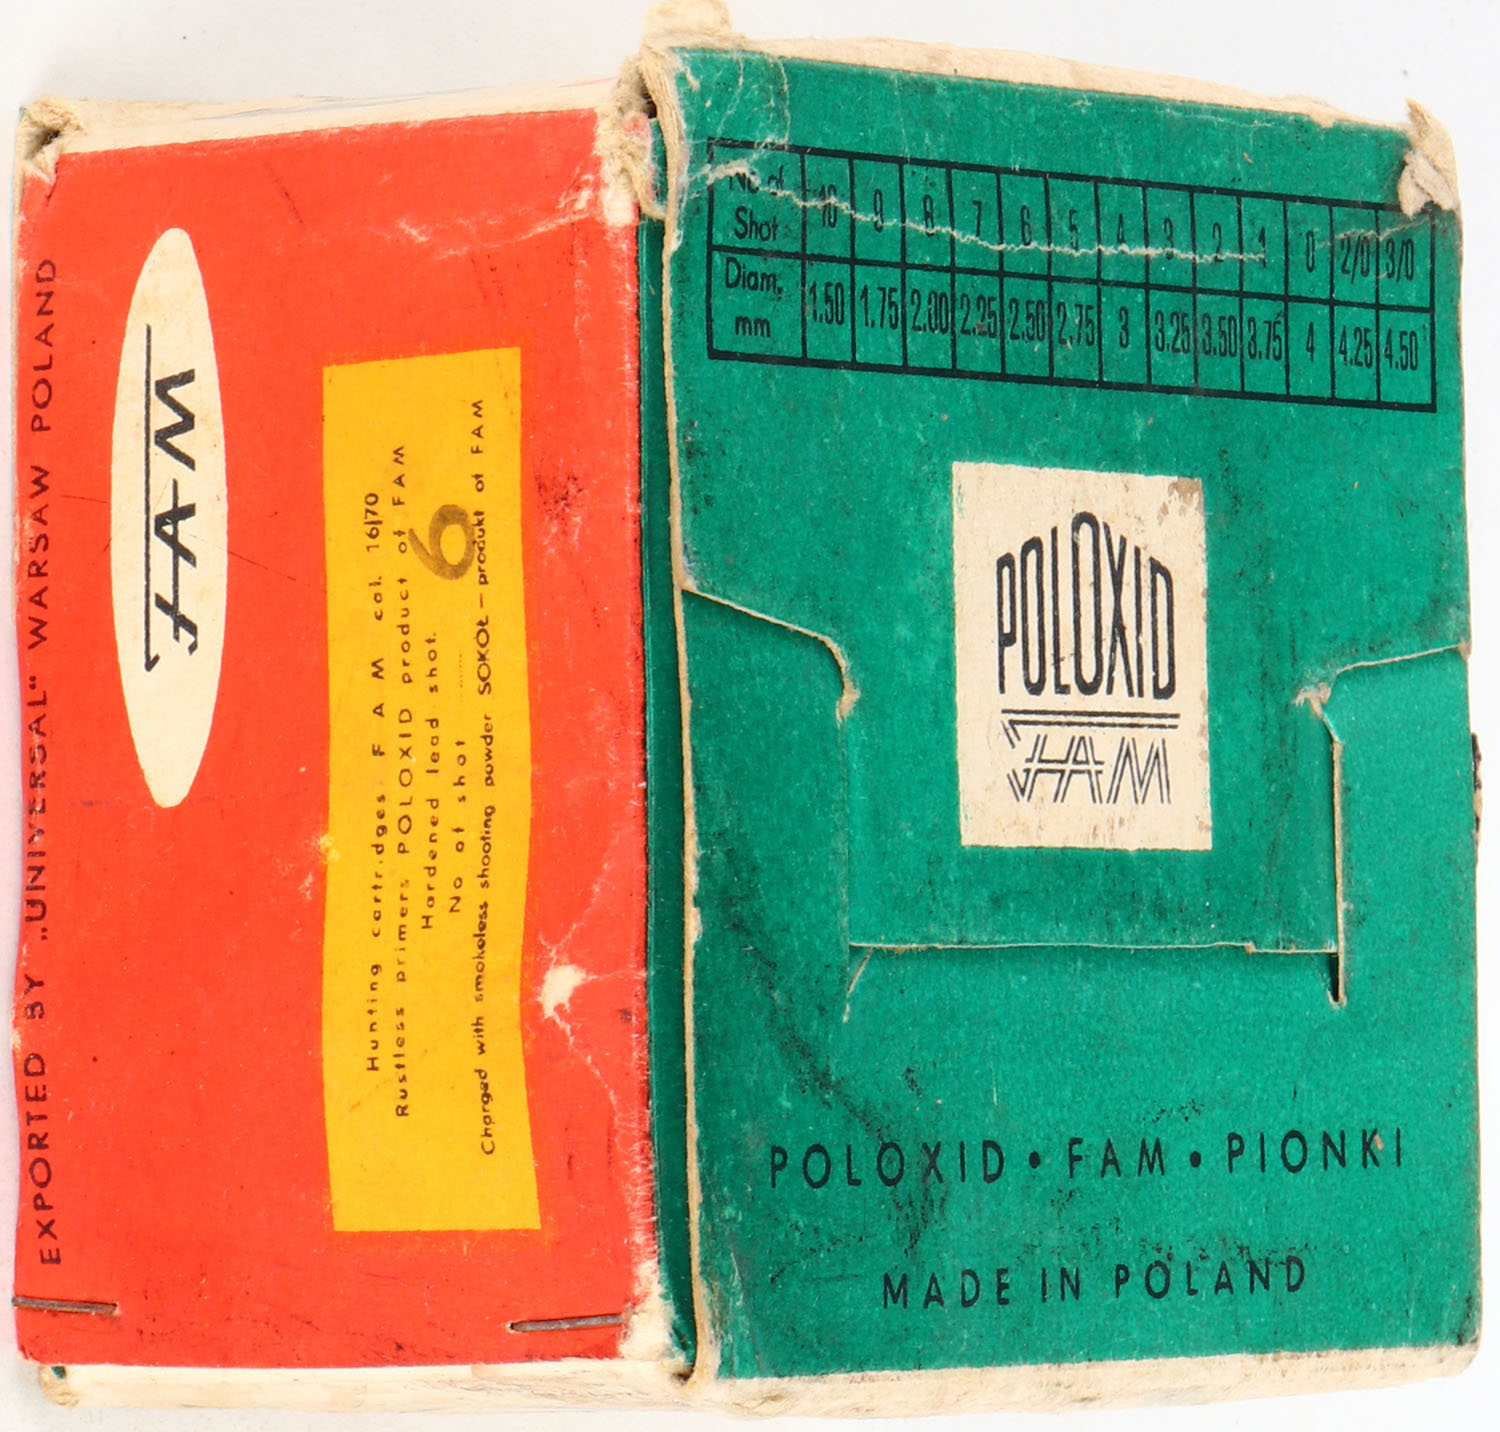 EXPORTED BY „UNIVERSAL" WARSAW POLAND
FAM
Hunting cartridges F A M cal. 16/70
Rustless primers POLOXID product of FAM
Hardened lead shot.
No of shot ........ 6
Charged with smokeless shooting powder SOKOŁ — produkt of FAM
No of Shot 10 9 8 7 6 5 4 3 2 1 0 2/0 3/0
Diam. mm 1.50 1.75 2.00 2.25 2.50 2.75 3 3.25 3.50 3.75 4 4.25 4.50
POLOXID
FAM
POLOXID • FAM • PIONKI
MADE IN POLAND